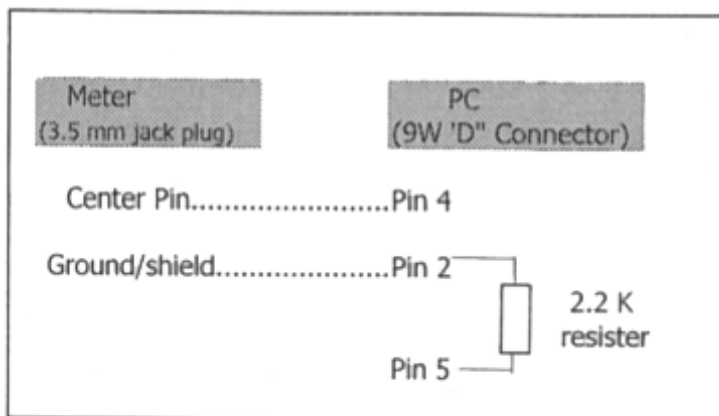 Meter
(3.5 mm jack plug)
PC
(9W 'D" Connector)
Center Pin........................Pin 4
Ground/shield.....................Pin 2
2.2 K
resister
Pin 5